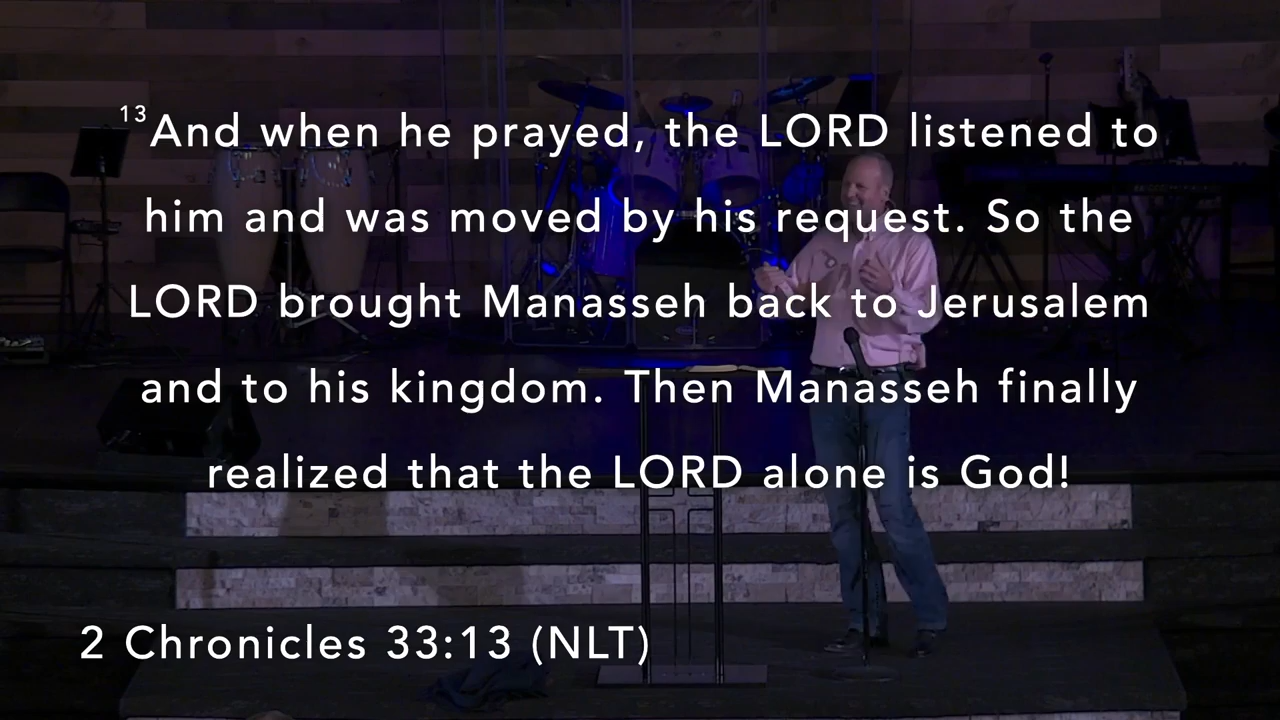 13And when he prayed, the LORD listened to
him and was moved by his request. So the
LORD brought Manasseh back to Jerusalem
and to his kingdom. Then Manasseh finally
realized that the LORD alone is God!
2 Chronicles 33:13 (NLT)